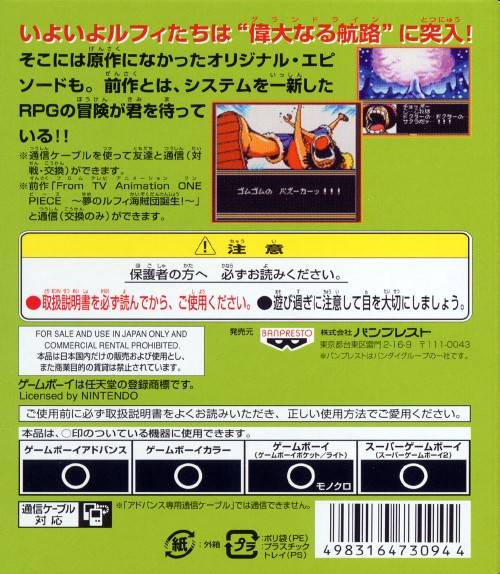 いよいよルフィたちは“偉大なる航路”に突入!
そこには原作になかったオリジナル・エピ
ソードも。前作とは、システムを一新した
RPGの冒険が君を待って
いる!!
※通信ケーブルを使って友達と通信(対
戦・交換)ができます。
※前作「From TV Animation ONE
PIECE ～夢のルフィ海賊団誕生!～」
と通信(交換のみ)ができます。
ゴムゴムの バズーカーッ!!!
注意
保護者の方へ 必ずお読みください。
●取扱説明書を必ず読んでから、ご使用ください。●遊び過ぎに注意して目を大切にしましょう。
FOR SALE AND USE IN JAPAN ONLY AND
COMMERCIAL RENTAL PROHIBITED.
本品は日本国内だけの販売および使用とし、
また商業目的の賃貸は禁止されています。
発売元
BANPRESTO
株式会社 バンプレスト
東京都台東区雷門2-16-9 〒111-0043
※バンプレストはバンダイグループの一社です。
ゲームボーイは任天堂の登録商標です。
Licensed by NINTENDO
ご使用前に必ず取扱説明書をよくお読みいただき、正しい使用方法でご愛用ください。
本品は、○印のついている機器に使用できます。
ゲームボーイアドバンス
ゲームボーイカラー
ゲームボーイ
(ゲームボーイポケット/ライト)
モノクロ
スーパーゲームボーイ
(スーパーゲームボーイ2)
通信ケーブル
対応
※「アドバンス専用通信ケーブル」では通信できません。
紙
:外箱
プラ
:ポリ袋(PE)
:プラスチック
トレイ(PS)
4983164730944